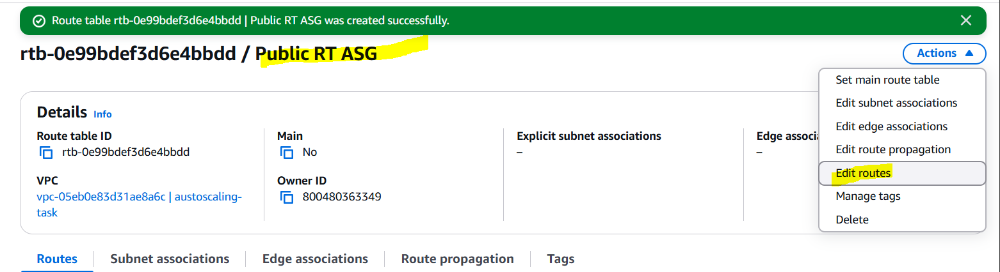 Route table rtb-0e99bdef3d6e4bbdd | Public RT ASG was created successfully.
rtb-0e99bdef3d6e4bbdd / Public RT ASG
Actions
Set main route table
Edit subnet associations
Edit edge associations
Edit route propagation
Edit routes
Manage tags
Delete
Details Info
Route table ID
rtb-0e99bdef3d6e4bbdd
Main
No
Explicit subnet associations
–
Edge associ
–
VPC
vpc-05eb0e83d31ae8a6c | austoscaling-
task
Owner ID
800480363349
Routes
Subnet associations
Edge associations
Route propagation
Tags